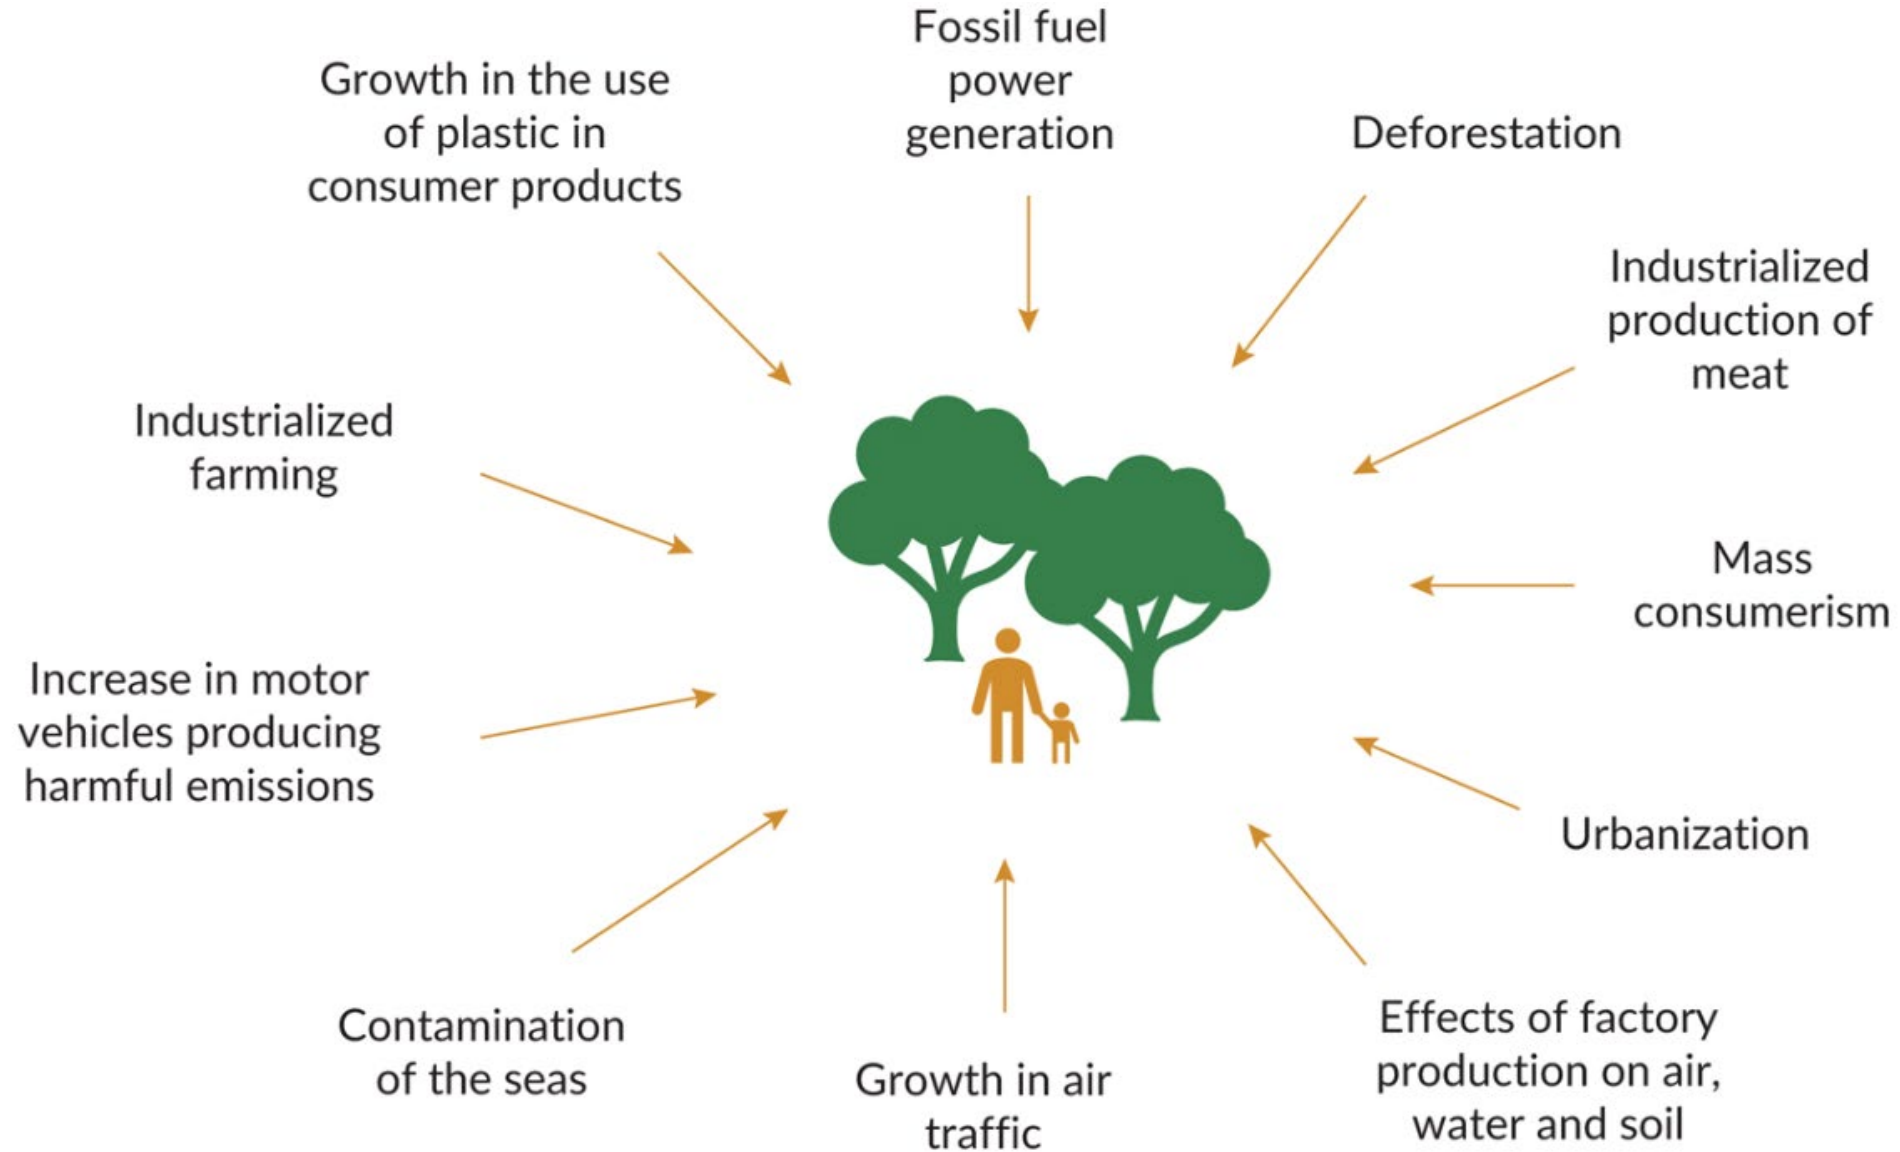 Fossil fuel
power
generation
Growth in the use
of plastic in
consumer products
Deforestation
Industrialized
production of
meat
Industrialized
farming
Mass
consumerism
Increase in motor
vehicles producing
harmful emissions
Urbanization
Contamination
of the seas
Growth in air
traffic
Effects of factory
production on air,
water and soil